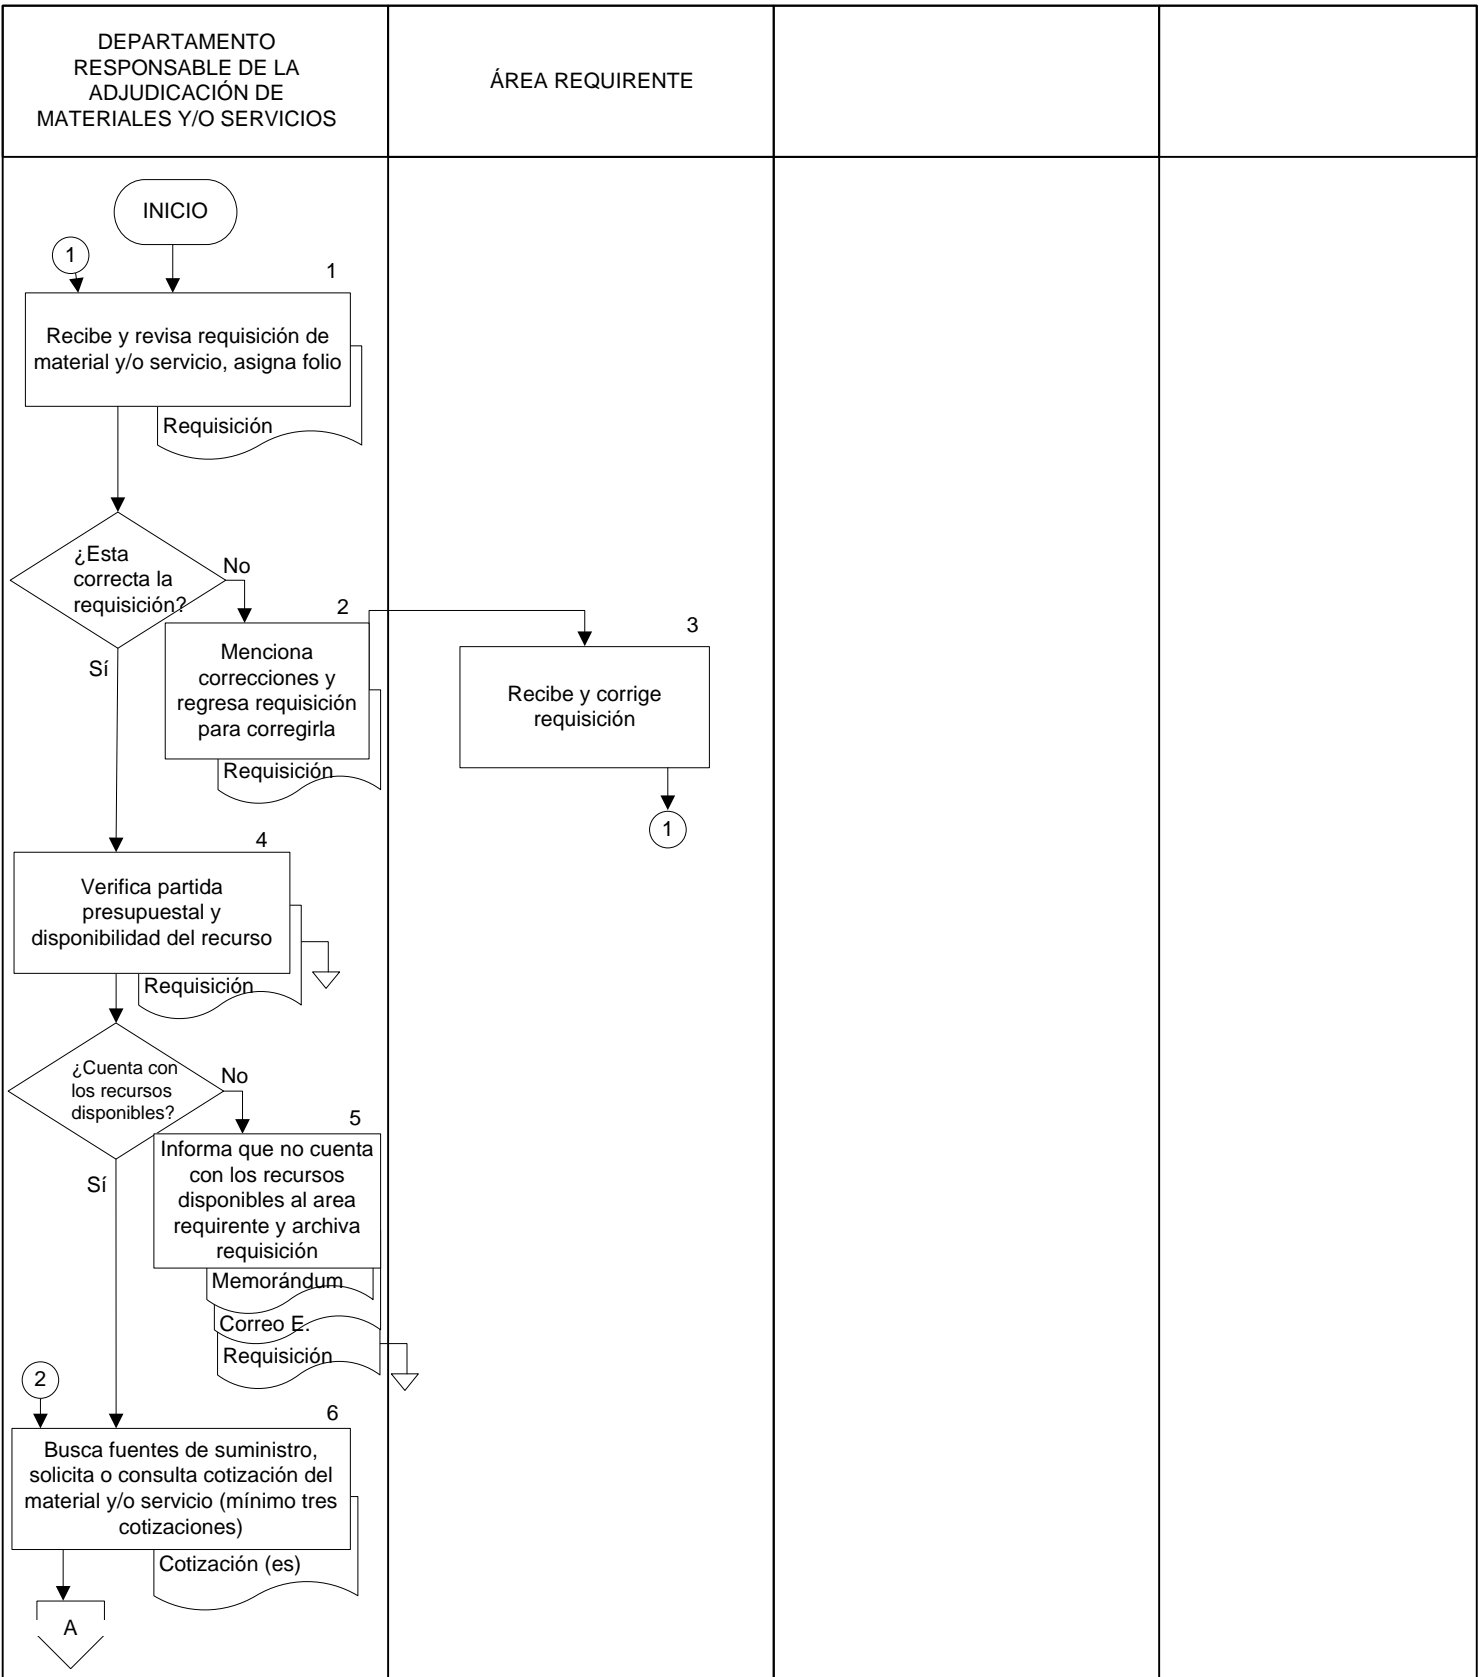 DEPARTAMENTO
RESPONSABLE DE LA
ADJUDICACIÓN DE
MATERIALES Y/O SERVICIOS
ÁREA REQUIRENTE
INICIO
1
1
Recibe y revisa requisición de
material y/o servicio, asigna folio
Requisición
¿Esta
correcta la
requisición?
No
Sí
2
Menciona
correcciones y
regresa requisición
para corregirla
Requisición
3
Recibe y corrige
requisición
1
4
Verifica partida
presupuestal y
disponibilidad del recurso
Requisición
¿Cuenta con
los recursos
disponibles?
No
Sí
5
Informa que no cuenta
con los recursos
disponibles al area
requirente y archiva
requisición
Memorándum
Correo E.
Requisición
2
6
Busca fuentes de suministro,
solicita o consulta cotización del
material y/o servicio (mínimo tres
cotizaciones)
Cotización (es)
A